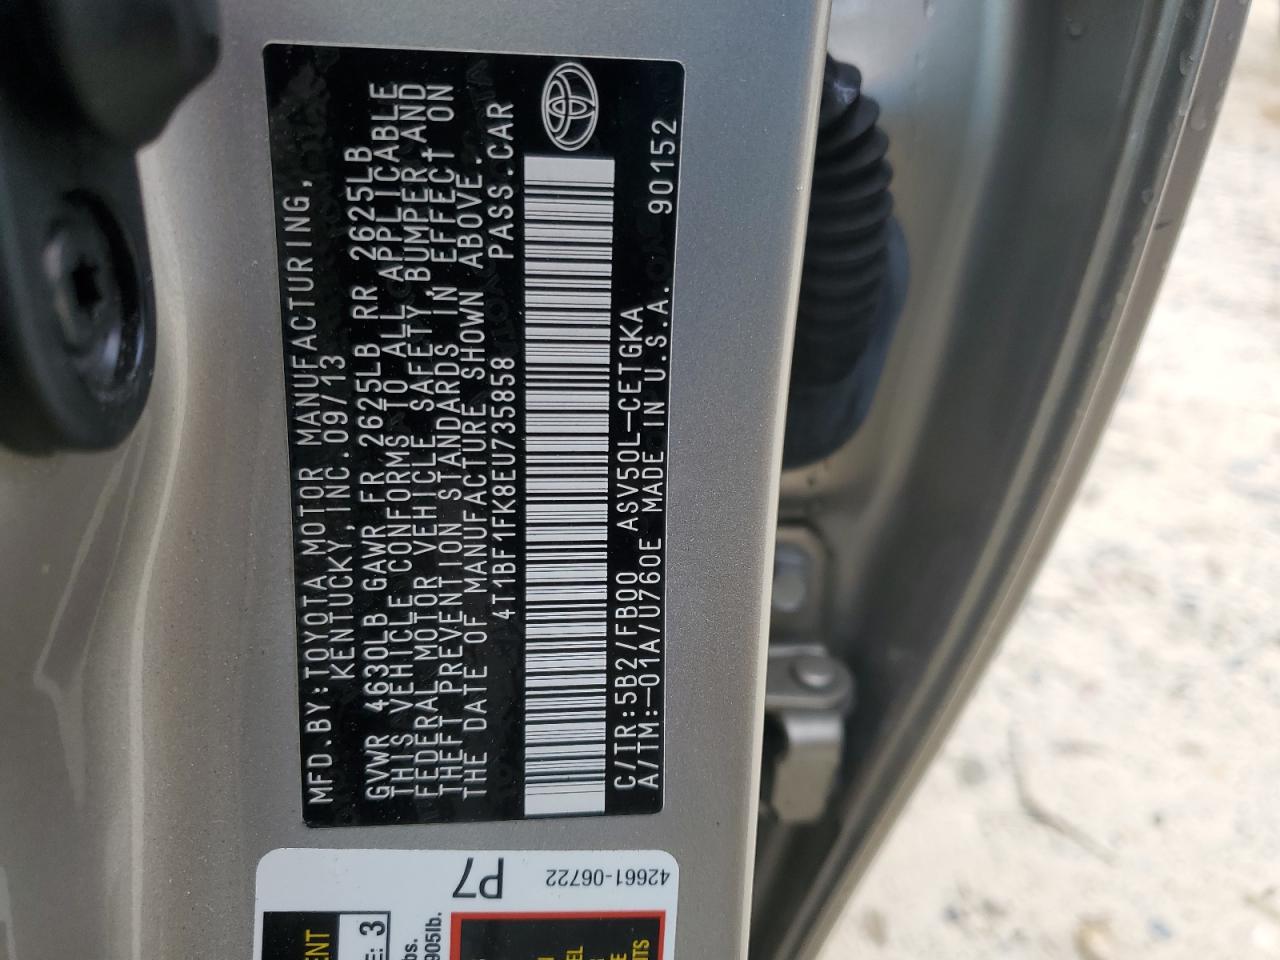 MFD.BY:TOYOTA MOTOR MANUFACTURING,
KENTUCKY,INC. 09/13
GVWR 4630LB GAWR FR 2625LB RR 2625LB
THIS VEHICLE CONFORMS TO ALL APPLICABLE
FEDERAL MOTOR VEHICLE SAFETY, BUMPER AND
THEFT PREVENTION STANDARDS IN EFFECT ON
THE DATE OF MANUFACTURE SHOWN ABOVE.
4T1BF1FK8EU735858 PASS.CAR
C/TR:5B2/FB00 ASV50L-CETGKA
A/TM:-01A/U760E MADE IN U.S.A. 90152
P7
42661-06722
3
905lb.